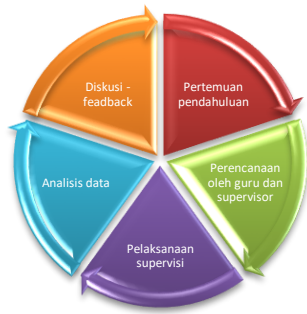 Pertemuan
pendahuluan
Perencanaan
oleh guru dan
supervisor
Pelaksanaan
supervisi
Analisis data
Diskusi -
feadback